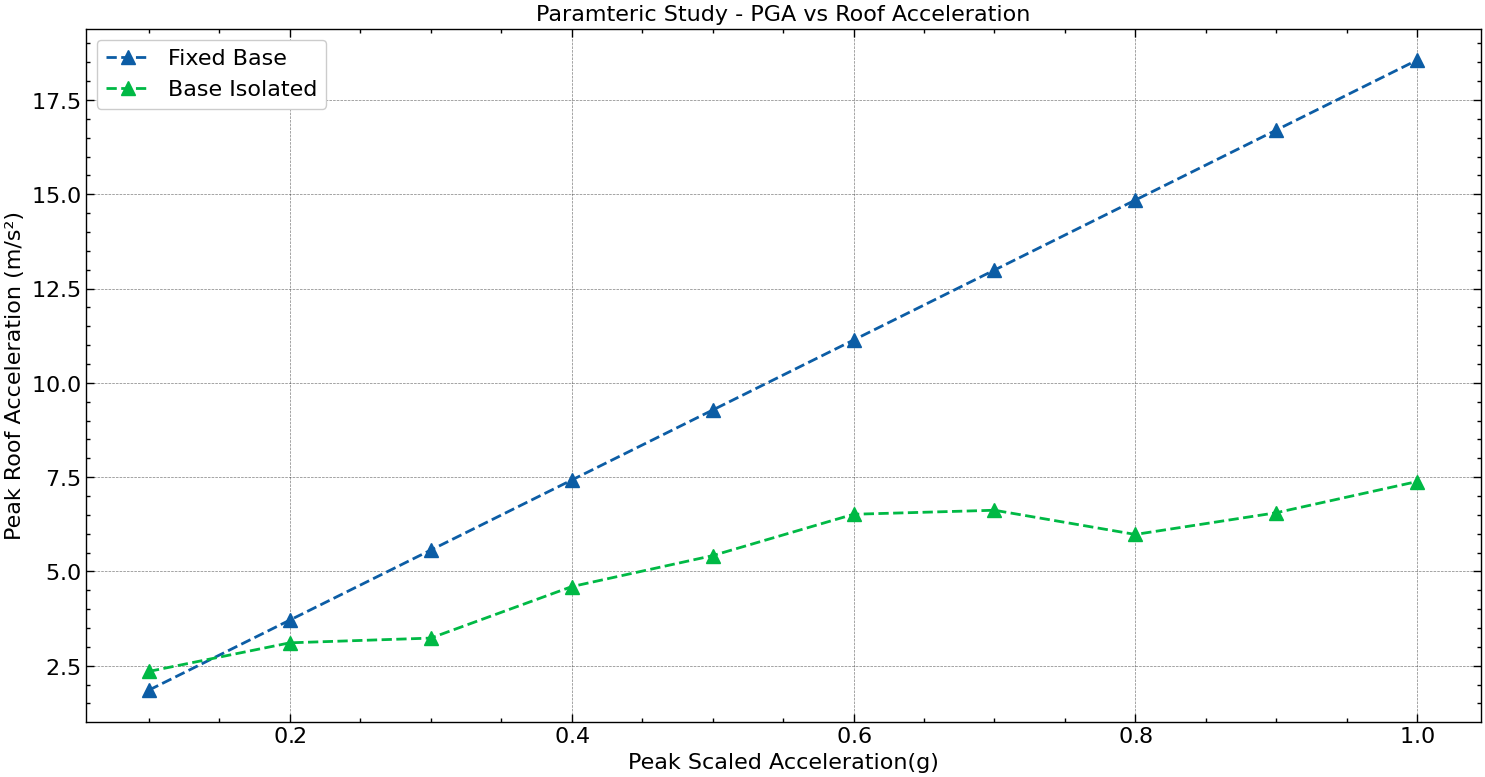 Paramteric Study - PGA vs Roof Acceleration
Fixed Base
Base Isolated
Peak Roof Acceleration (m/s²)
17.5
15.0
12.5
10.0
7.5
5.0
2.5
0.2 0.4 0.6 0.8 1.0
Peak Scaled Acceleration(g)